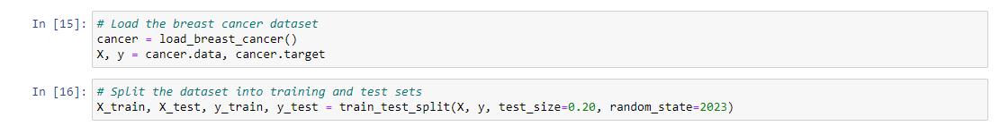 In [15]: # Load the breast cancer dataset
cancer = load_breast_cancer()
X, y = cancer.data, cancer.target
In [16]: # Split the dataset into training and test sets
X_train, X_test, y_train, y_test = train_test_split(X, y, test_size=0.20, random_state=2023)